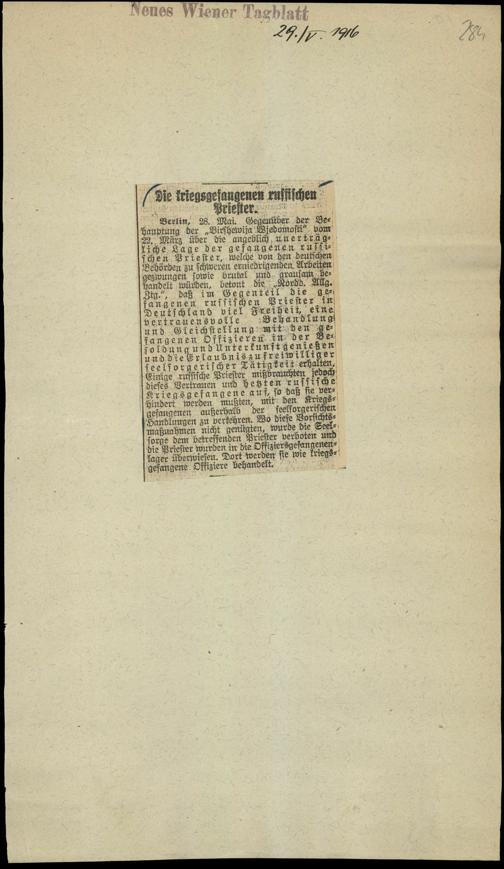 Neues Wiener Tagblatt
29./V. 1916
284
Die kriegsgefangenen russischen
Priester.
Berlin, 28. Mai. Gegenüber der Be-
hauptung der „Birshewija Wjedomosti" vom
22. März über die angeblich unerträg-
liche Lage der gefangenen russi-
schen Priester, welche von den deutschen
Behörden zu schweren erniedrigenden Arbeiten
gezwungen sowie brutal und grausam be-
handelt würden, betont die „Nordd. Allg.
Ztg.", daß im Gegenteil die ge-
fangenen russischen Priester in
Deutschland viel Freiheit, eine
vertrauensvolle Behandlung
und Gleichstellung mit den ge-
fangenen Offizieren in der Be-
soldung und Unterkunft genießen
und die Erlaubnis zu freiwilliger
seelsorgerischer Tätigkeit erhalten.
Einige russische Priester mißbrauchten jedoch
dieses Vertrauen und hetzten russische
Kriegsgefangene auf, so daß sie ver-
hindert werden mußten, mit den Kriegs-
gefangenen außerhalb der seelsorgerischen
Handlungen zu verkehren. Wo diese Vorsichts-
maßnahmen nicht genügten, wurde die Seel-
sorge dem betreffenden Priester verboten und
die Priester wurden in die Offiziersgefangenen-
lager überwiesen. Dort werden sie wie kriegs-
gefangene Offiziere behandelt.